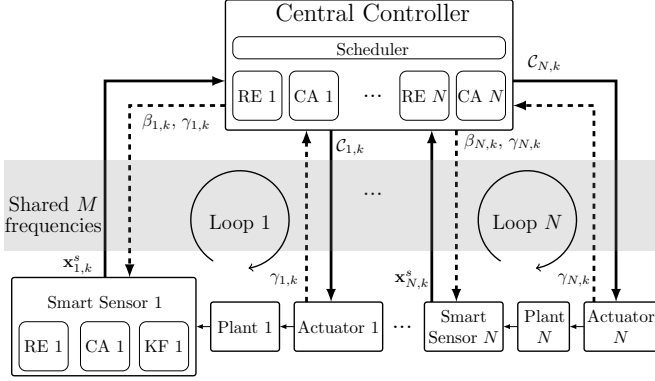 Central Controller
Scheduler
RE 1 CA 1 ... RE N CA N
C_{N,k}
β_{1,k}, γ_{1,k}
C_{1,k}
β_{N,k}, γ_{N,k}
Shared M
frequencies
...
Loop 1
Loop N
x^s_{1,k}
γ_{1,k}
x^s_{N,k}
γ_{N,k}
Smart Sensor 1
RE 1 CA 1 KF 1
Plant 1
Actuator 1
...
Smart
Sensor N
Plant
N
Actuator
N